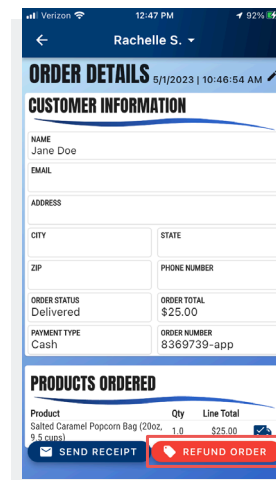 Verizon 12:47 PM 92%
Rachelle S.
ORDER DETAILS 5/1/2023 | 10:46:54 AM
CUSTOMER INFORMATION
NAME
Jane Doe
EMAIL
ADDRESS
CITY STATE
ZIP PHONE NUMBER
ORDER STATUS ORDER TOTAL
Delivered $25.00
PAYMENT TYPE ORDER NUMBER
Cash 8369739-app
PRODUCTS ORDERED
Product Qty Line Total
Salted Caramel Popcorn Bag (20oz, 1.0 $25.00
9.5 cups)
SEND RECEIPT REFUND ORDER